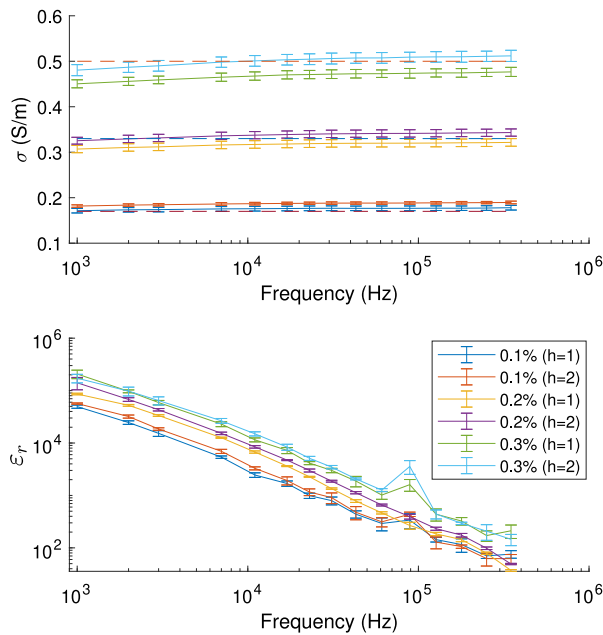 0.6
0.5
0.4
0.3
0.2
0.1
σ (S/m)
10³ 10⁴ 10⁵ 10⁶
Frequency (Hz)
10⁶
10⁴
10²
εᵣ
0.1% (h=1)
0.1% (h=2)
0.2% (h=1)
0.2% (h=2)
0.3% (h=1)
0.3% (h=2)
10³ 10⁴ 10⁵ 10⁶
Frequency (Hz)